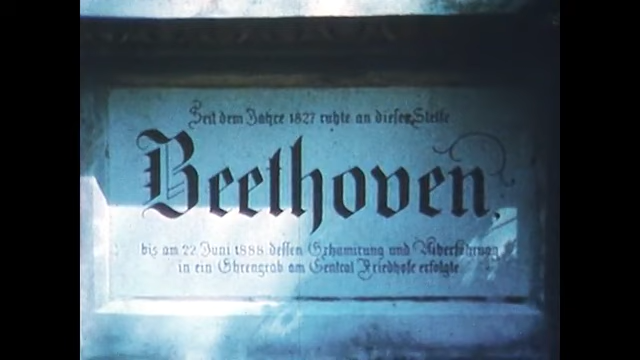 Seit dem Jahre 1827 ruhte an dieser Stelle
Beethoven,
bis am 22 Juni 1888 dessen Exhumirung und Überführung
in ein Ehrengrab am Central Friedhofe erfolgte